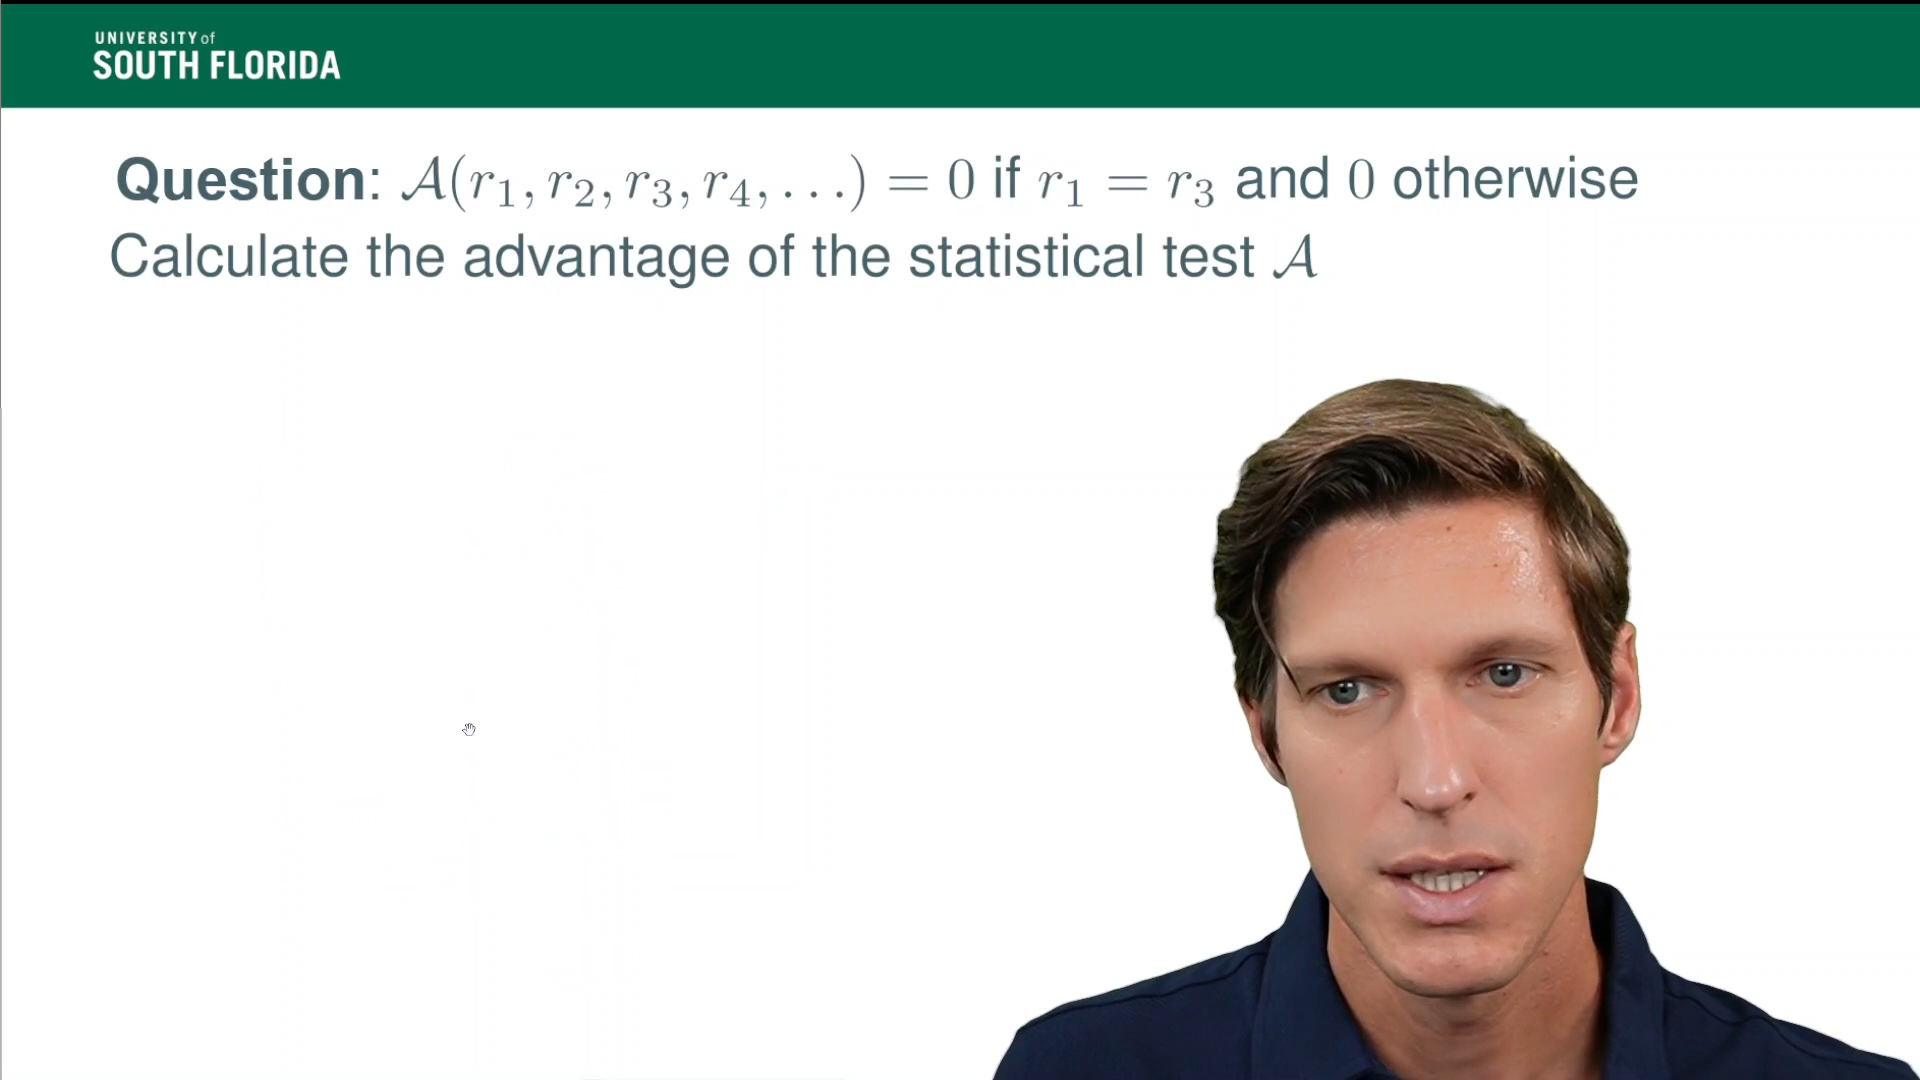 UNIVERSITY of
SOUTH FLORIDA
Question: 𝒜(r₁, r₂, r₃, r₄, . . .) = 0 if r₁ = r₃ and 0 otherwise
Calculate the advantage of the statistical test 𝒜